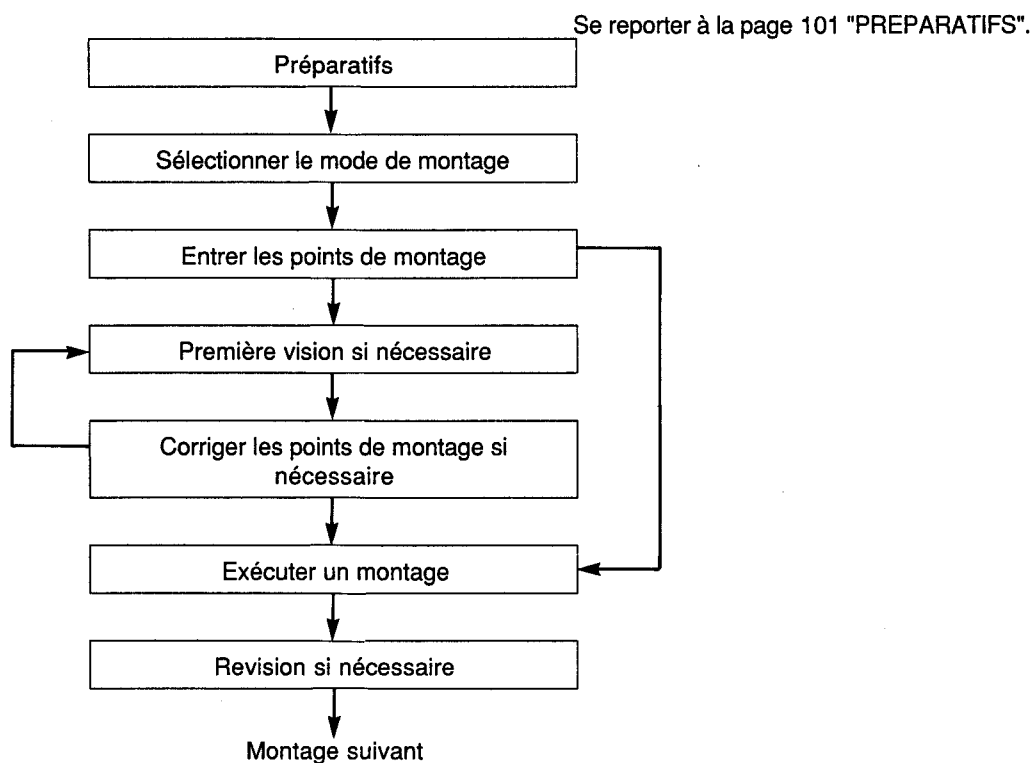 Se reporter à la page 101 "PREPARATIFS".
Préparatifs
Sélectionner le mode de montage
Entrer les points de montage
Première vision si nécessaire
Corriger les points de montage si
nécessaire
Exécuter un montage
Revision si nécessaire
Montage suivant